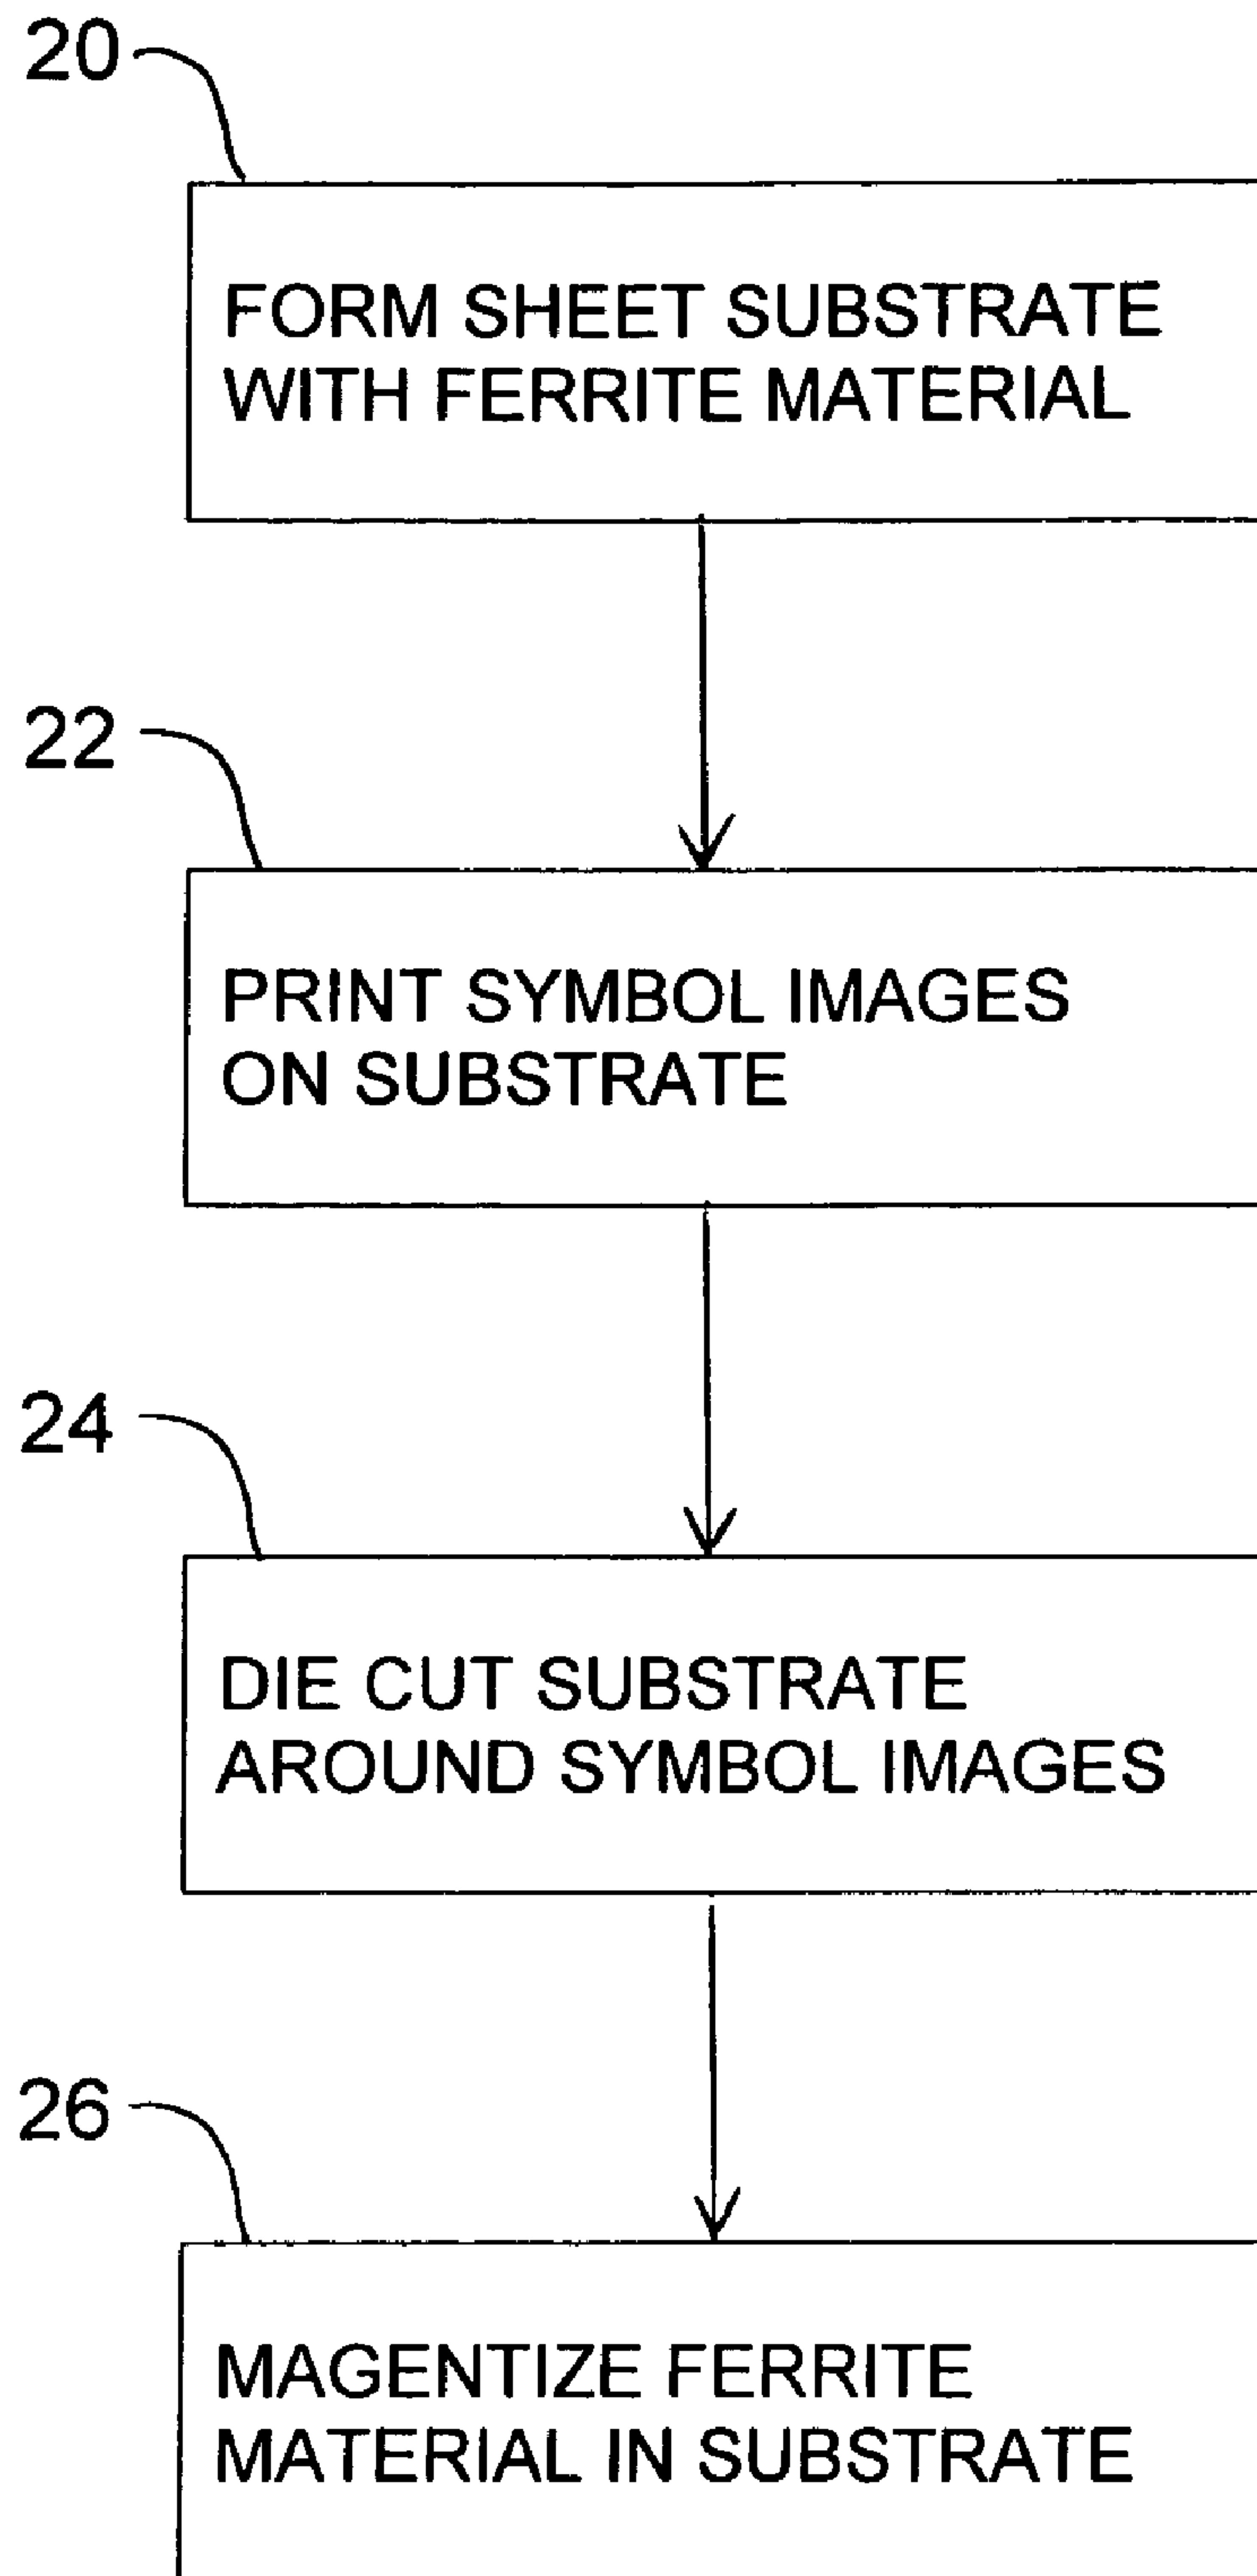 20
FORM SHEET SUBSTRATE
WITH FERRITE MATERIAL
22
PRINT SYMBOL IMAGES
ON SUBSTRATE
24
DIE CUT SUBSTRATE
AROUND SYMBOL IMAGES
26
MAGENTIZE FERRITE
MATERIAL IN SUBSTRATE